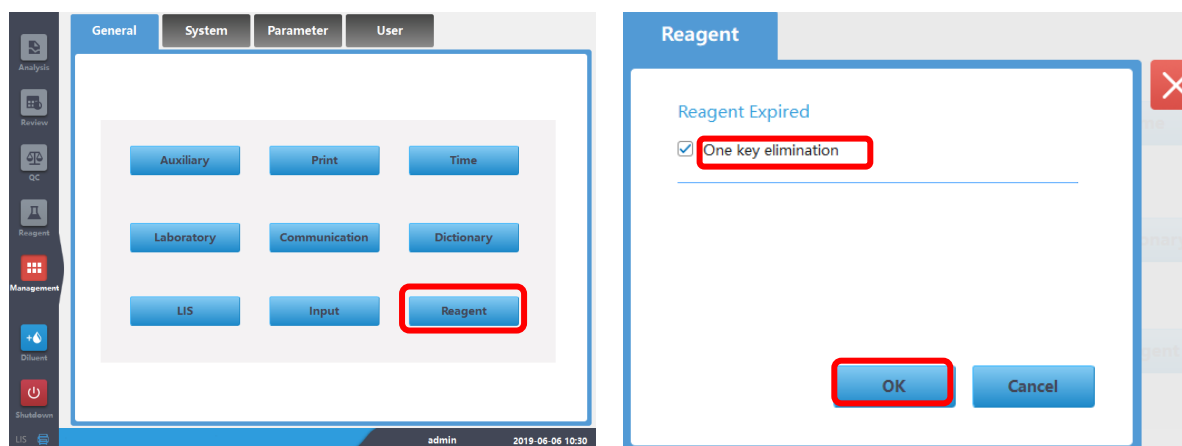 General System Parameter User
Analysis
Review
QC
Reagent
Management
Diluent
Shutdown
LIS
Auxiliary Print Time
Laboratory Communication Dictionary
LIS Input Reagent
admin 2019-06-06 10:30
Reagent
Reagent Expired
One key elimination
OK Cancel